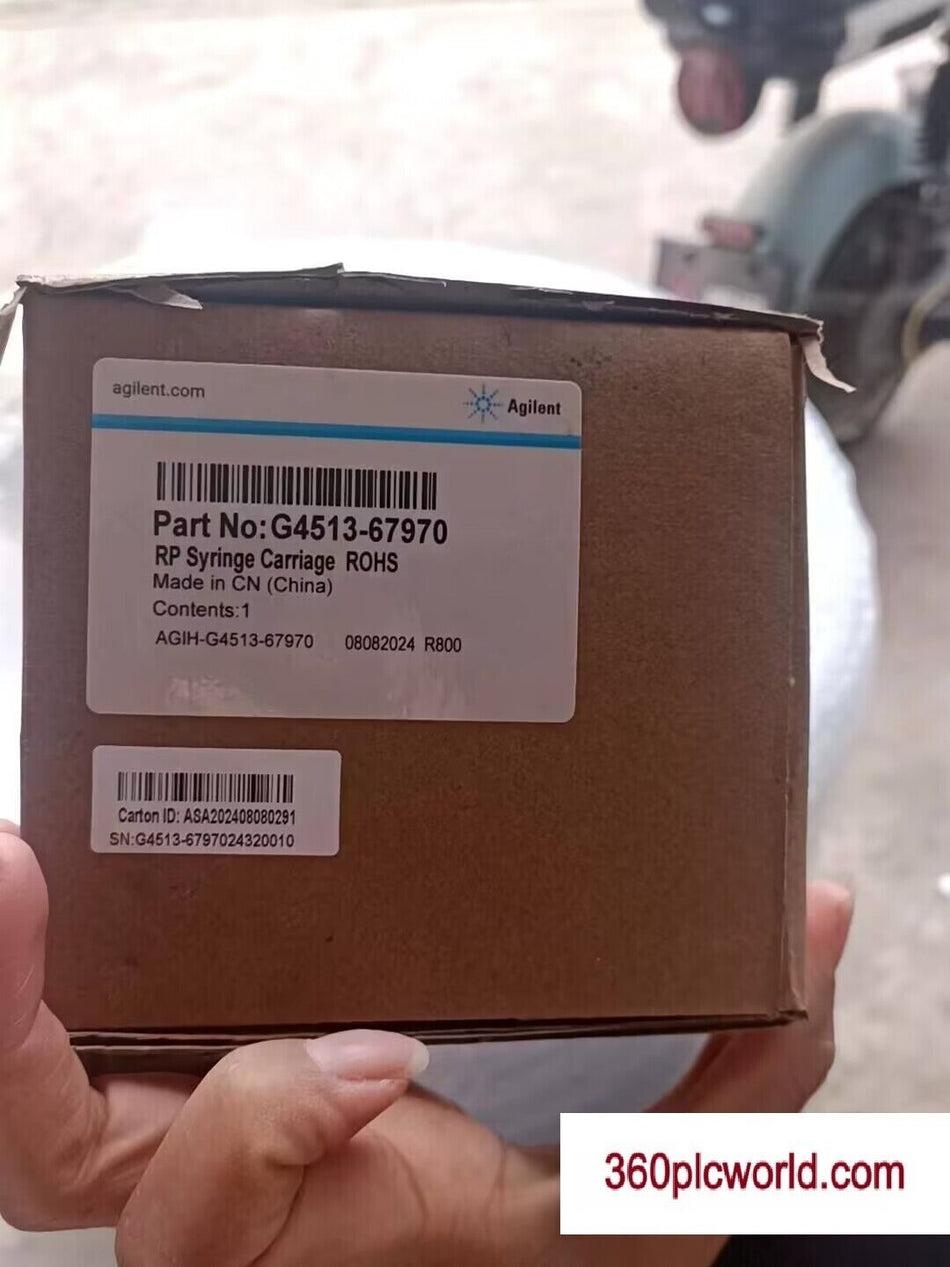 agilent.com
Agilent
Part No:G4513-67970
RP Syringe Carriage ROHS
Made in CN (China)
Contents:1
AGIH-G4513-67970 08082024 R800
Carton ID: ASA202408080291
SN:G4513-6797024320010
360plcworld.com